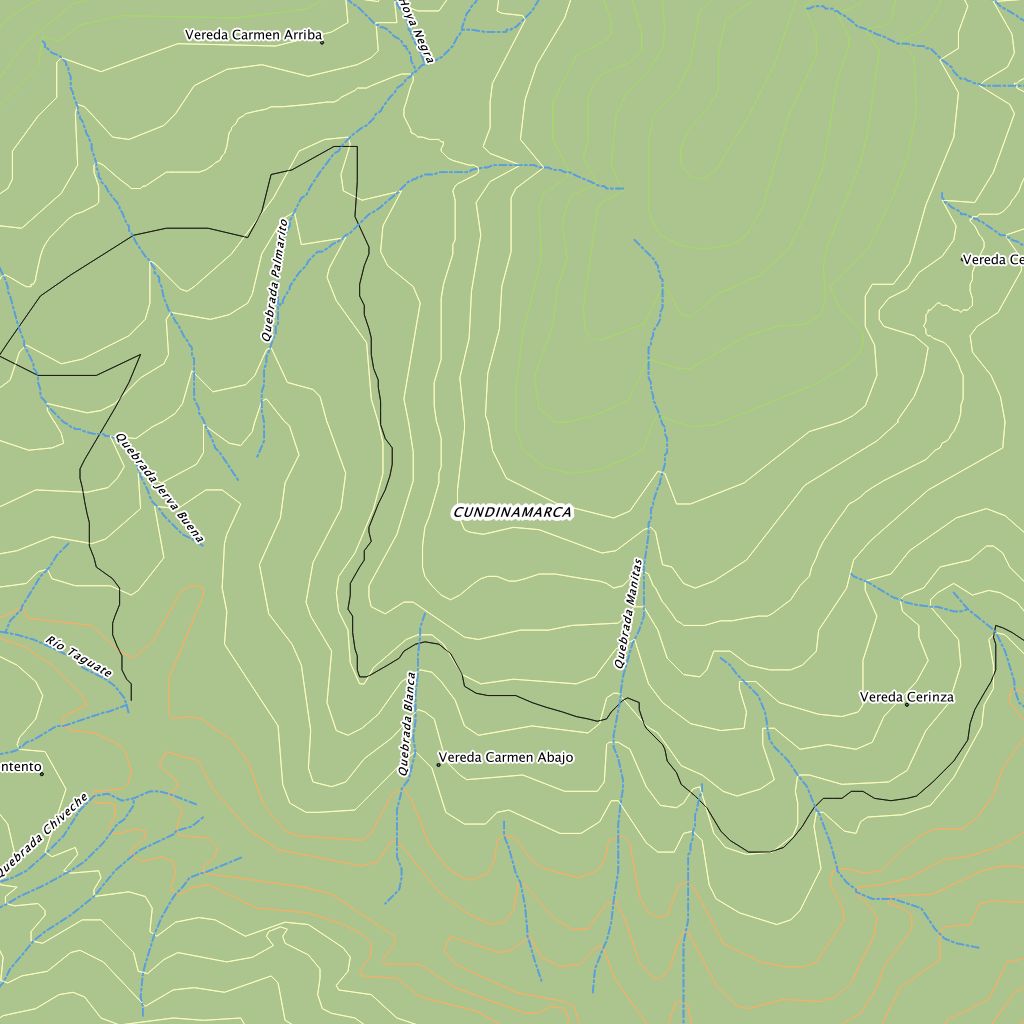 Hoya Negra
Vereda Carmen Arriba
Quebrada Palmarito
Vereda Ce
Quebrada Jerva Buena
CUNDINAMARCA
Quebrada Manitas
Río Taguate
Quebrada Blanca
Vereda Cerinza
Vereda Carmen Abajo
ntento
Quebrada Chiveche